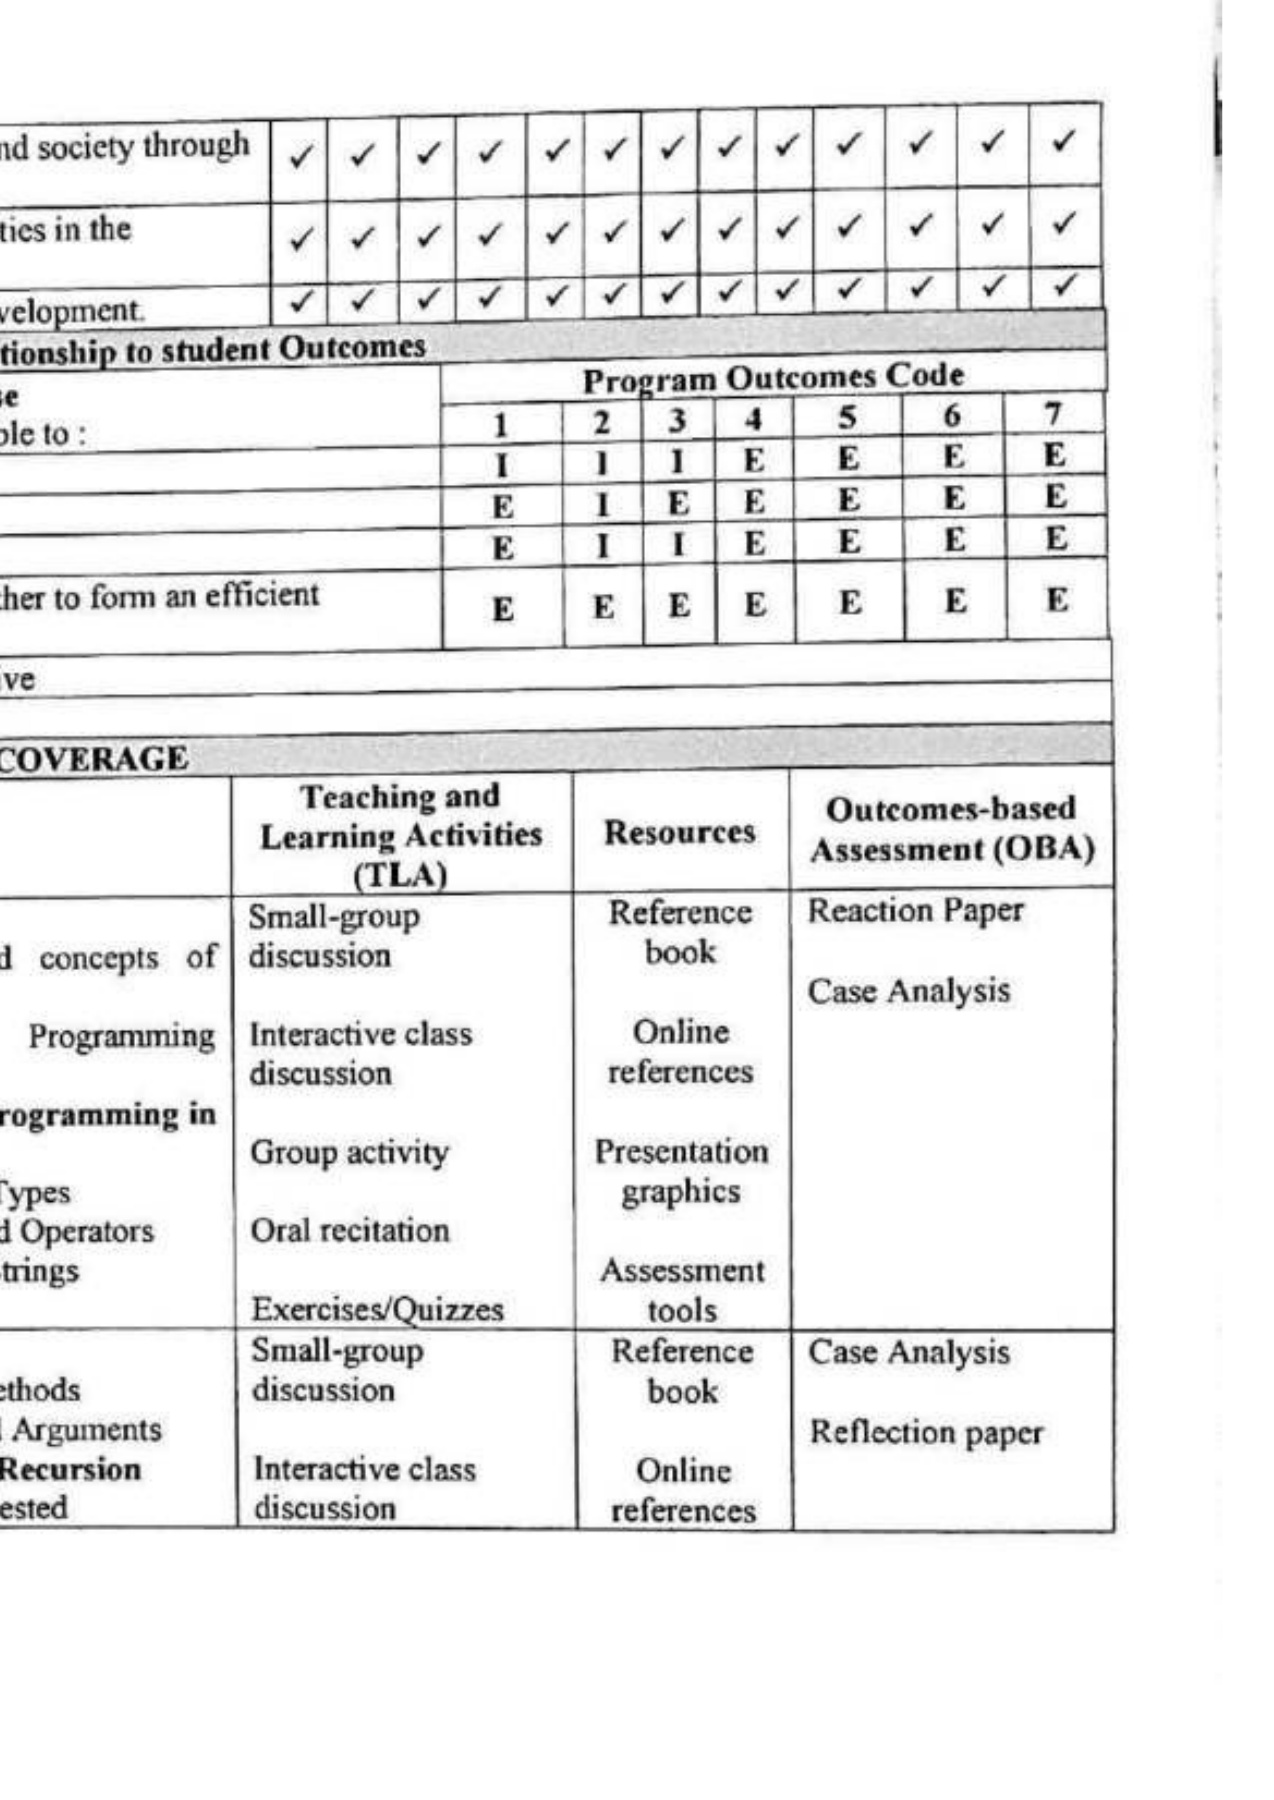 nd society through ✓ ✓ ✓ ✓ ✓ ✓ ✓ ✓ ✓ ✓ ✓ ✓ ✓
tics in the ✓ ✓ ✓ ✓ ✓ ✓ ✓ ✓ ✓ ✓ ✓ ✓ ✓
velopment. ✓ ✓ ✓ ✓ ✓ ✓ ✓ ✓ ✓ ✓ ✓ ✓ ✓
tionship to student Outcomes
se
ble to :
Program Outcomes Code
1 2 3 4 5 6 7
I I I E E E E
E I E E E E E
E I I E E E E
ther to form an efficient E E E E E E E
ve
COVERAGE
Teaching and
Learning Activities
(TLA)
Resources
Outcomes-based
Assessment (OBA)
d concepts of
Programming
rogramming in
Types
d Operators
trings
Small-group
discussion
Interactive class
discussion
Group activity
Oral recitation
Exercises/Quizzes
Reference
book
Online
references
Presentation
graphics
Assessment
tools
Reaction Paper
Case Analysis
ethods
Arguments
Recursion
ested
Small-group
discussion
Interactive class
discussion
Reference
book
Online
references
Case Analysis
Reflection paper